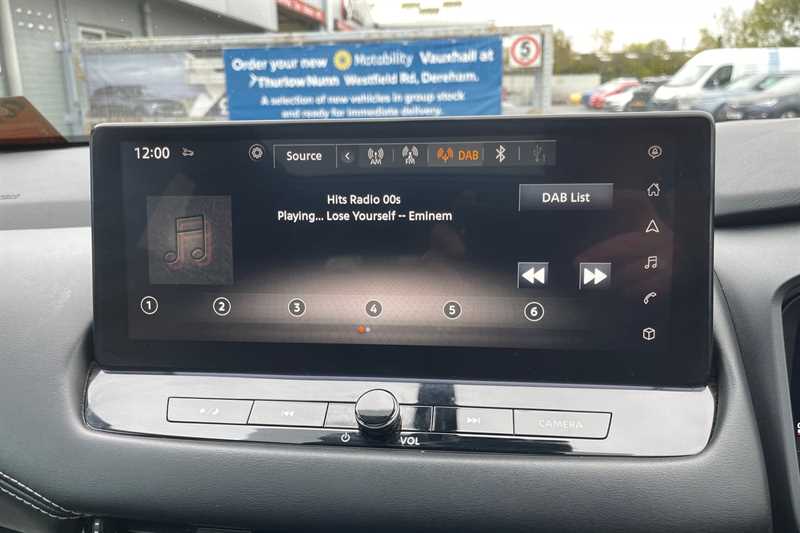 Order your new Motability Vauxhall at
Thurlow Nunn Westfield Rd, Dereham.
A selection of new vehicles in group stock
and ready for immediate delivery.
5
12:00
Source
AM
FM
DAB
Hits Radio 00s
Playing... Lose Yourself -- Eminem
DAB List
1 2 3 4 5 6
VOL
CAMERA